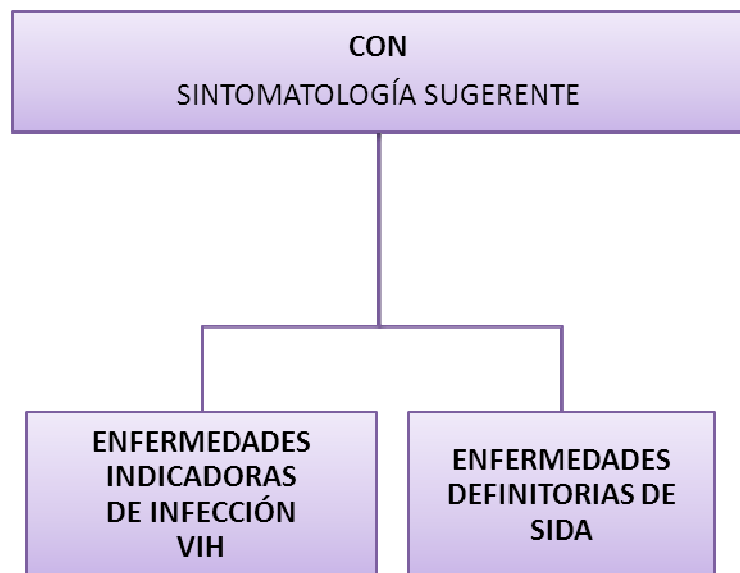 CON
SINTOMATOLOGÍA SUGERENTE
ENFERMEDADES
INDICADORAS
DE INFECCIÓN
VIH
ENFERMEDADES
DEFINITORIAS DE
SIDA